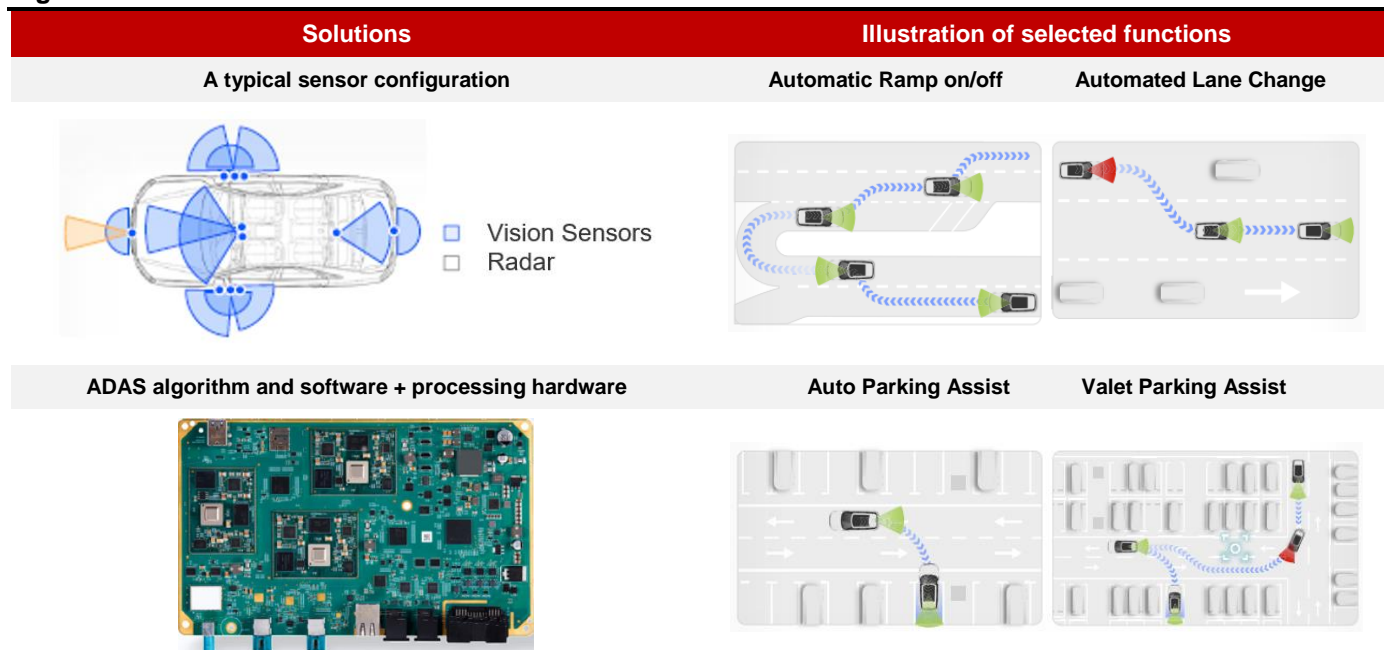 Solutions
Illustration of selected functions
A typical sensor configuration
Automatic Ramp on/off
Automated Lane Change
Vision Sensors
Radar
ADAS algorithm and software + processing hardware
Auto Parking Assist
Valet Parking Assist